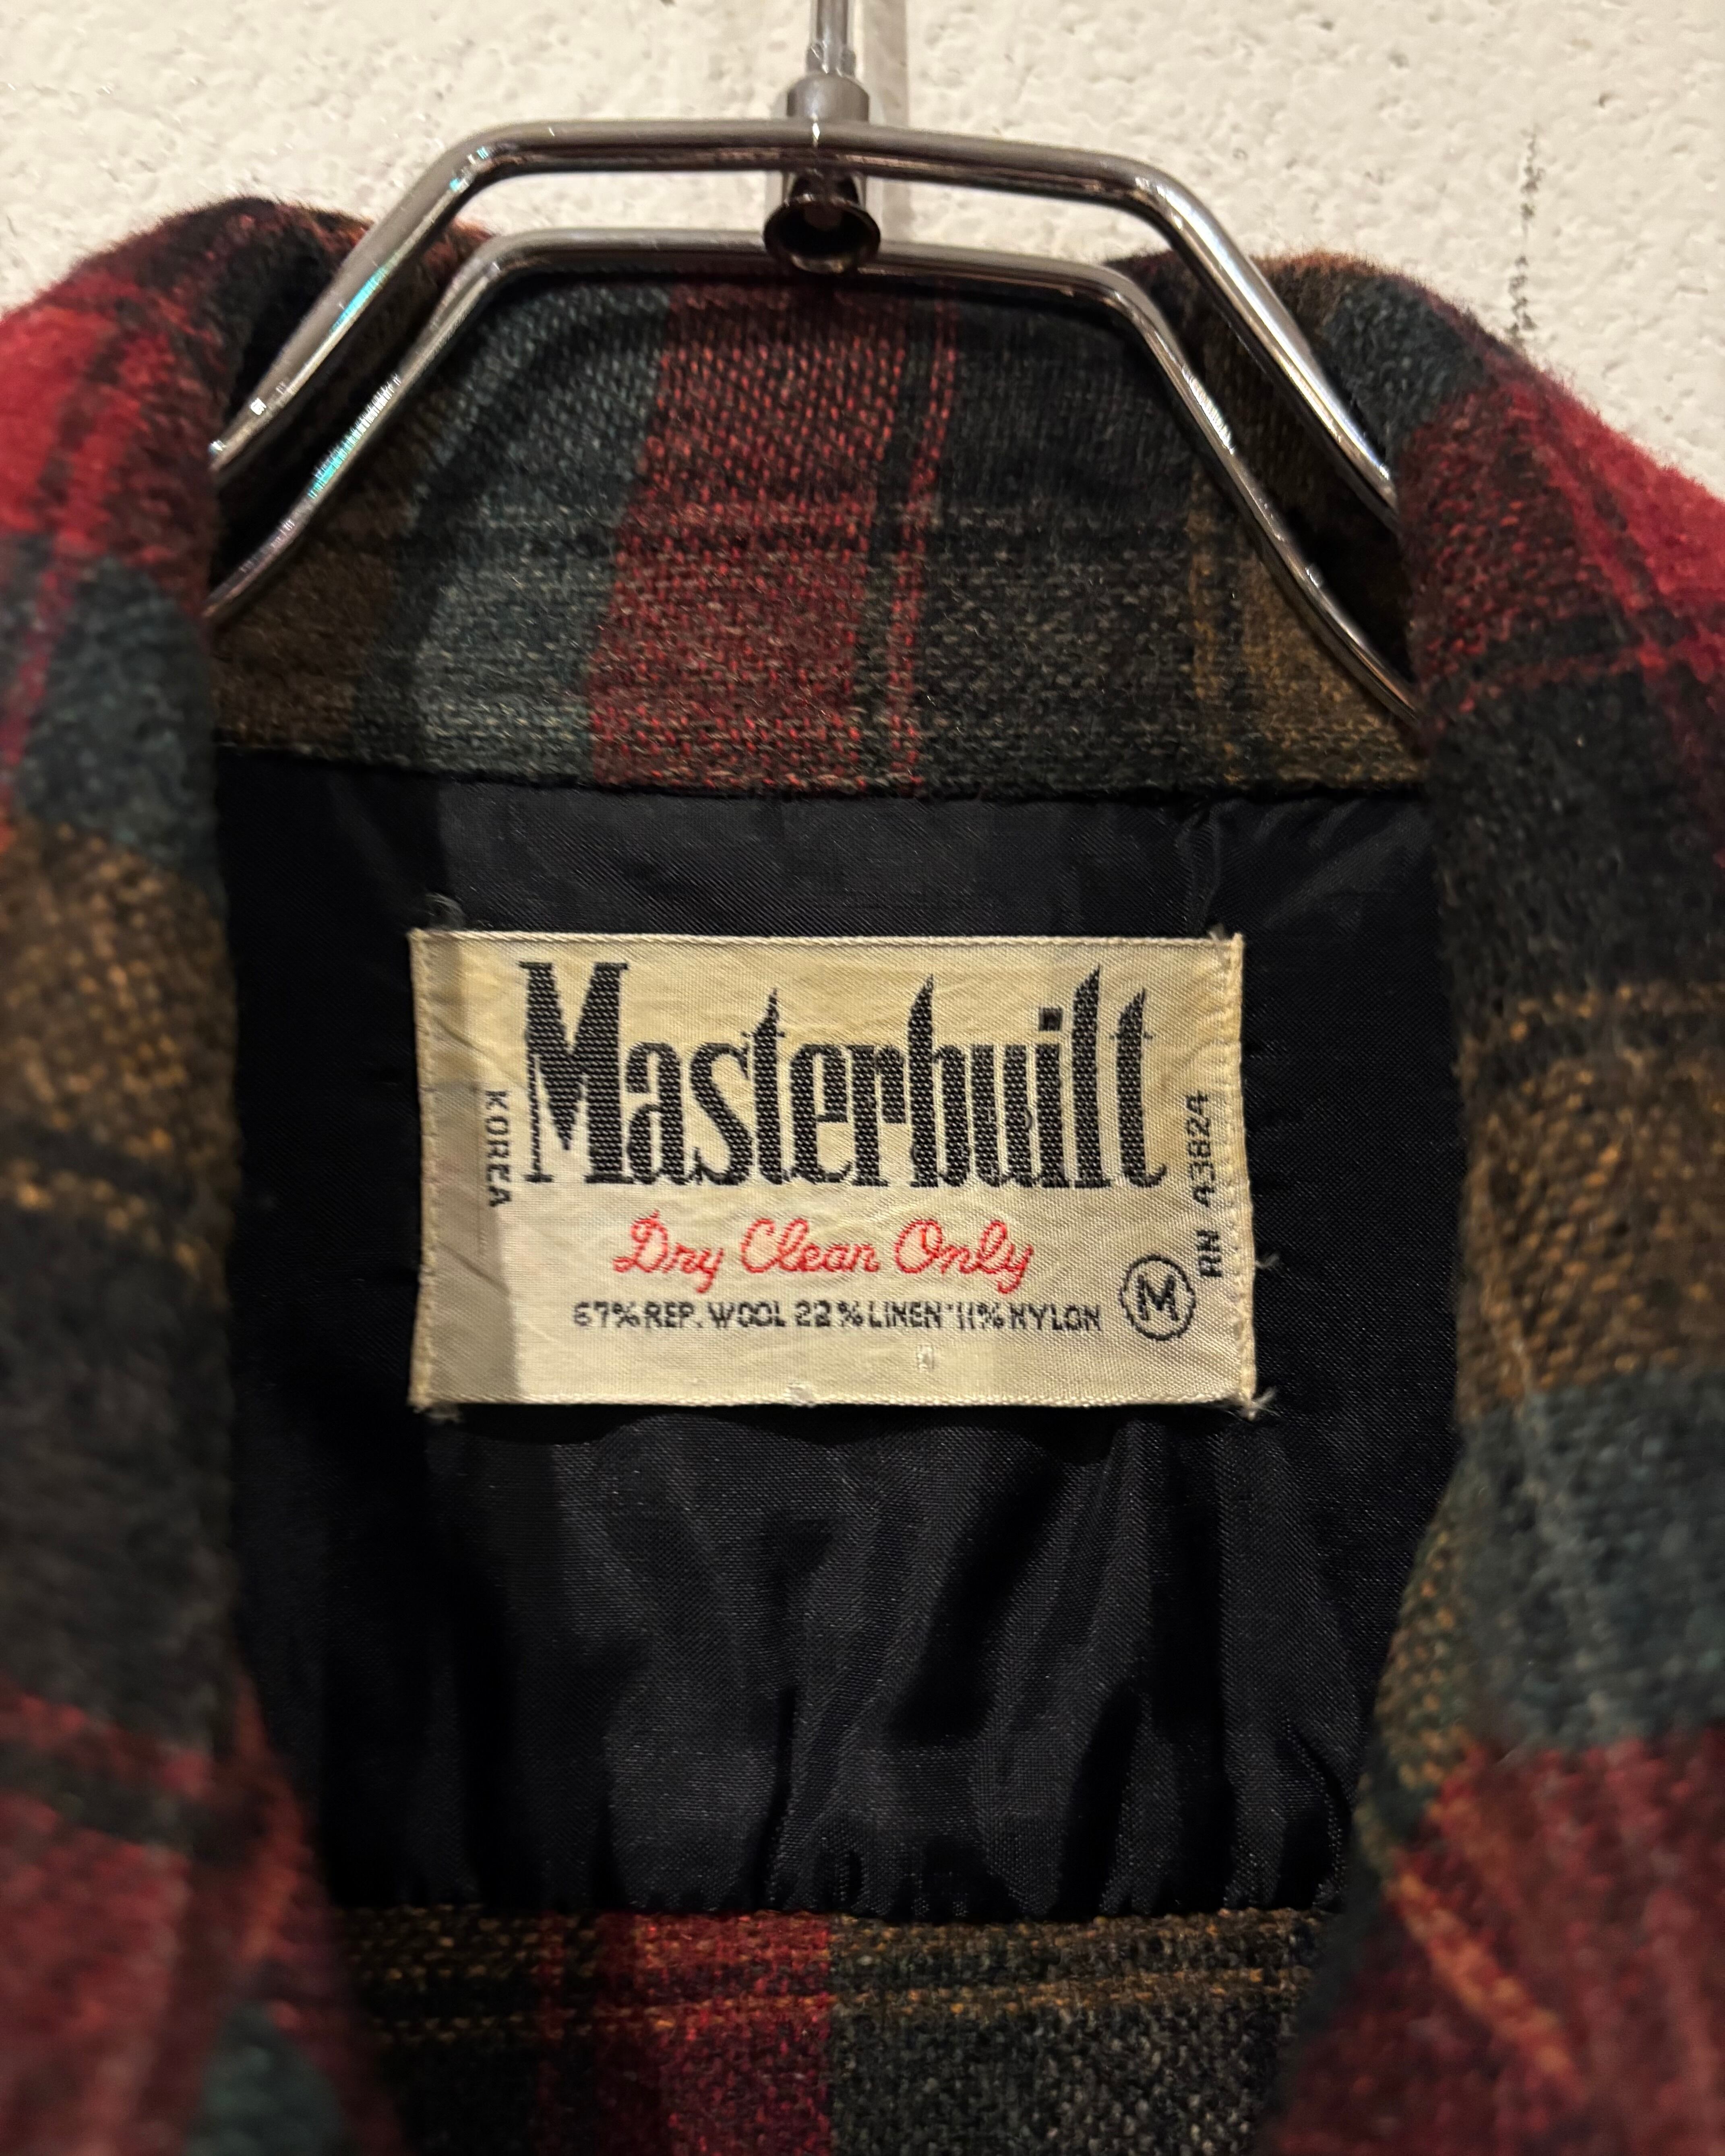 Masterbuilt
KOREA
RN 43824
Dry Clean Only
67% REP. WOOL 22% LINEN 11% NYLON
M